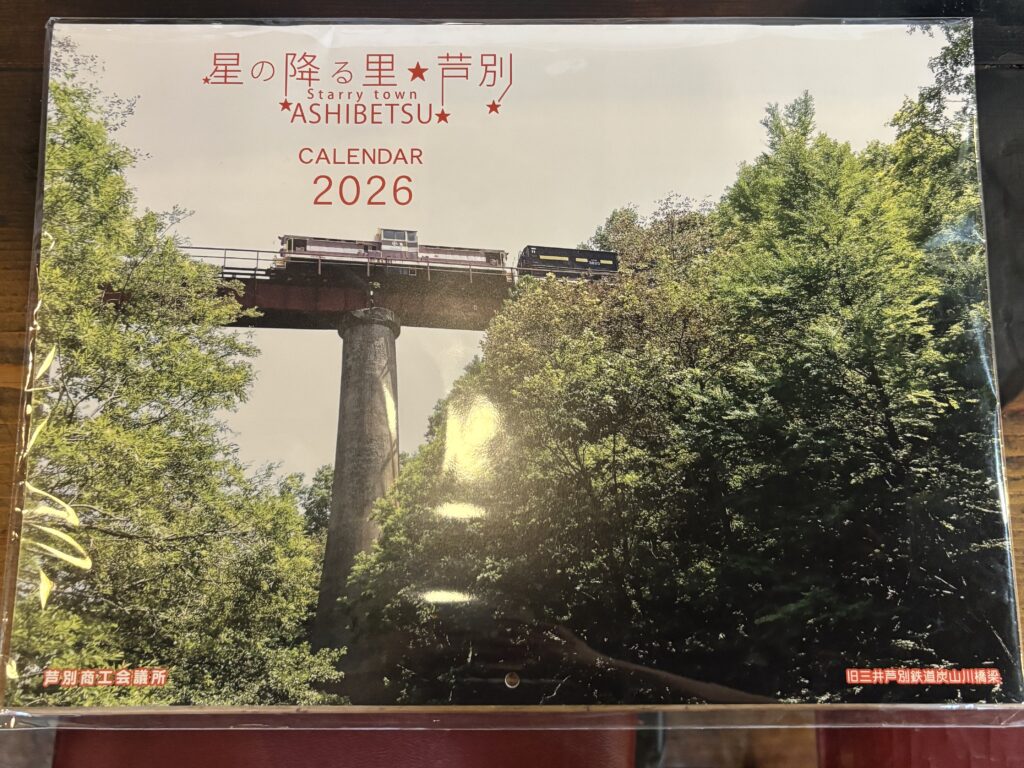 星の降る里★芦別
Starry town
ASHIBETSU
CALENDAR
2026
芦別商工会議所
旧三井芦別鉄道炭山川橋梁